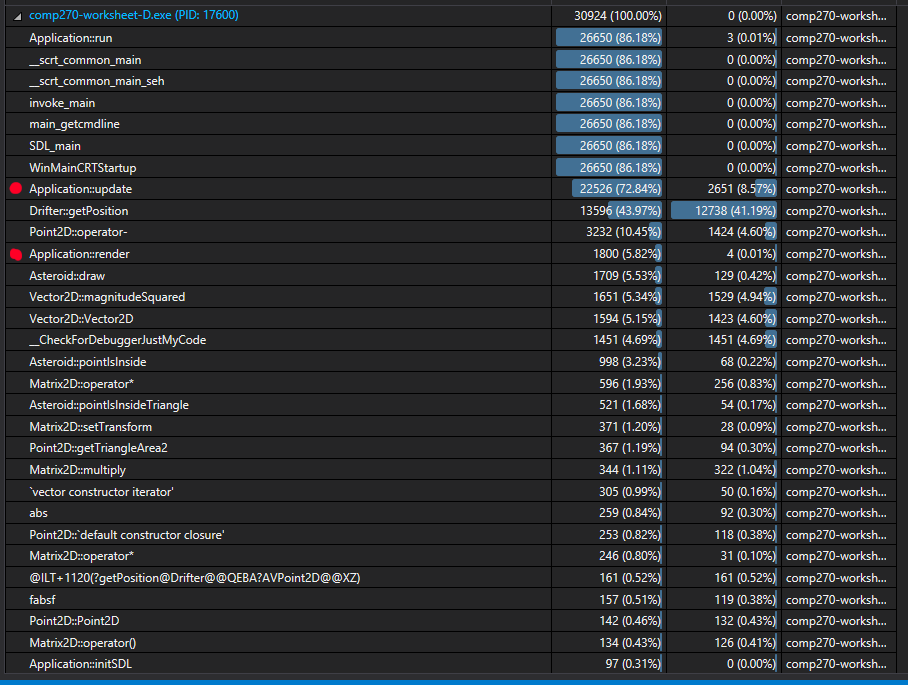 comp270-worksheet-D.exe (PID: 17600) 30924 (100.00%) 0 (0.00%) comp270-worksh...
Application::run 26650 (86.18%) 3 (0.01%) comp270-worksh...
__scrt_common_main 26650 (86.18%) 0 (0.00%) comp270-worksh...
__scrt_common_main_seh 26650 (86.18%) 0 (0.00%) comp270-worksh...
invoke_main 26650 (86.18%) 0 (0.00%) comp270-worksh...
main_getcmdline 26650 (86.18%) 0 (0.00%) comp270-worksh...
SDL_main 26650 (86.18%) 0 (0.00%) comp270-worksh...
WinMainCRTStartup 26650 (86.18%) 0 (0.00%) comp270-worksh...
Application::update 22526 (72.84%) 2651 (8.57%) comp270-worksh...
Drifter::getPosition 13596 (43.97%) 12738 (41.19%) comp270-worksh...
Point2D::operator- 3232 (10.45%) 1424 (4.60%) comp270-worksh...
Application::render 1800 (5.82%) 4 (0.01%) comp270-worksh...
Asteroid::draw 1709 (5.53%) 129 (0.42%) comp270-worksh...
Vector2D::magnitudeSquared 1651 (5.34%) 1529 (4.94%) comp270-worksh...
Vector2D::Vector2D 1594 (5.15%) 1423 (4.60%) comp270-worksh...
__CheckForDebuggerJustMyCode 1451 (4.69%) 1451 (4.69%) comp270-worksh...
Asteroid::pointIsInside 998 (3.23%) 68 (0.22%) comp270-worksh...
Matrix2D::operator* 596 (1.93%) 256 (0.83%) comp270-worksh...
Asteroid::pointIsInsideTriangle 521 (1.68%) 54 (0.17%) comp270-worksh...
Matrix2D::setTransform 371 (1.20%) 28 (0.09%) comp270-worksh...
Point2D::getTriangleArea2 367 (1.19%) 94 (0.30%) comp270-worksh...
Matrix2D::multiply 344 (1.11%) 322 (1.04%) comp270-worksh...
`vector constructor iterator' 305 (0.99%) 50 (0.16%) comp270-worksh...
abs 259 (0.84%) 92 (0.30%) comp270-worksh...
Point2D::`default constructor closure' 253 (0.82%) 118 (0.38%) comp270-worksh...
Matrix2D::operator* 246 (0.80%) 31 (0.10%) comp270-worksh...
@ILT+1120(?getPosition@Drifter@@QEBA?AVPoint2D@@XZ) 161 (0.52%) 161 (0.52%) comp270-worksh...
fabsf 157 (0.51%) 119 (0.38%) comp270-worksh...
Point2D::Point2D 142 (0.46%) 132 (0.43%) comp270-worksh...
Matrix2D::operator() 134 (0.43%) 126 (0.41%) comp270-worksh...
Application::initSDL 97 (0.31%) 0 (0.00%) comp270-worksh...